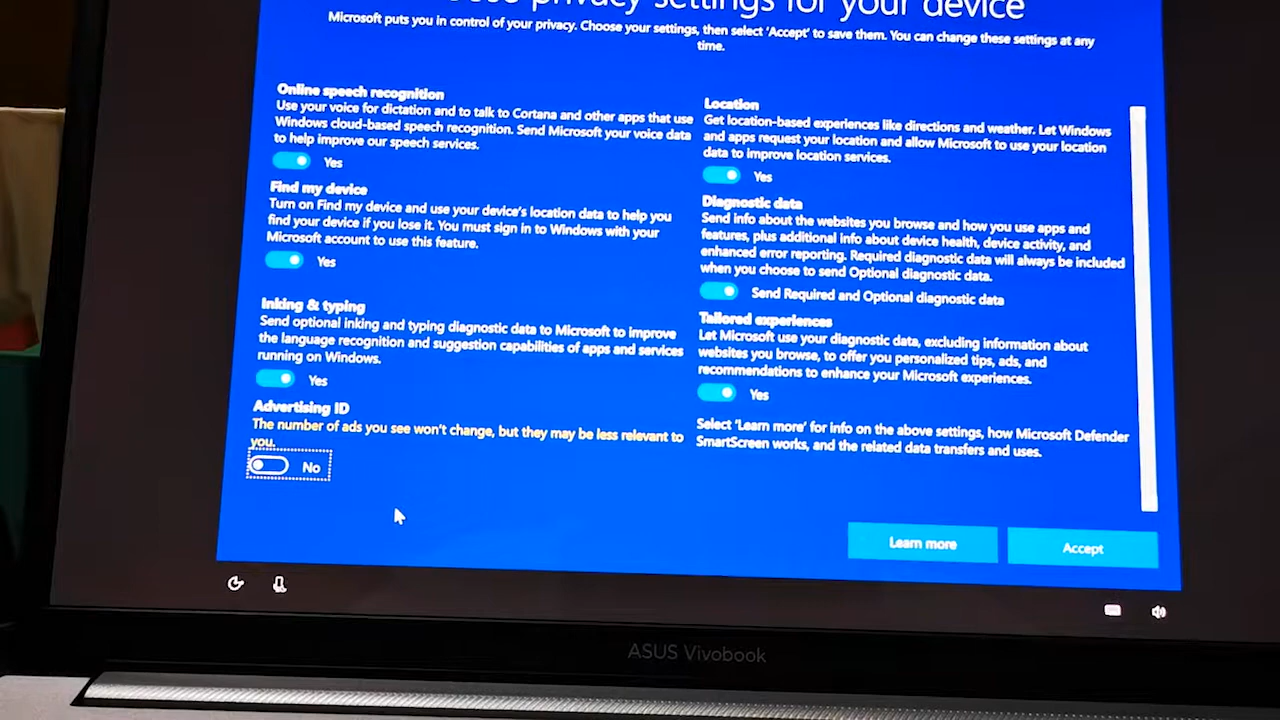 privacy settings for your device
Microsoft puts you in control of your privacy. Choose your settings, then select 'Accept' to save them. You can change these settings at any
time.
Online speech recognition
Use your voice for dictation and to talk to Cortana and other apps that use
Windows cloud-based speech recognition. Send Microsoft your voice data
to help improve our speech services.
Yes
Find my device
Turn on Find my device and use your device's location data to help you
find your device if you lose it. You must sign in to Windows with your
Microsoft account to use this feature.
Yes
Inking & typing
Send optional inking and typing diagnostic data to Microsoft to improve
the language recognition and suggestion capabilities of apps and services
running on Windows.
Yes
Advertising ID
The number of ads you see won't change, but they may be less relevant to
you.
No
Location
Get location-based experiences like directions and weather. Let Windows
and apps request your location and allow Microsoft to use your location
data to improve location services.
Yes
Diagnostic data
Send info about the websites you browse and how you use apps and
features, plus additional info about device health, device activity, and
enhanced error reporting. Required diagnostic data will always be included
when you choose to send Optional diagnostic data.
Send Required and Optional diagnostic data
Tailored experiences
Let Microsoft use your diagnostic data, excluding information about
websites you browse, to offer you personalized tips, ads, and
recommendations to enhance your Microsoft experiences.
Yes
Select 'Learn more' for info on the above settings, how Microsoft Defender
SmartScreen works, and the related data transfers and uses.
Learn more
Accept
ASUS Vivobook